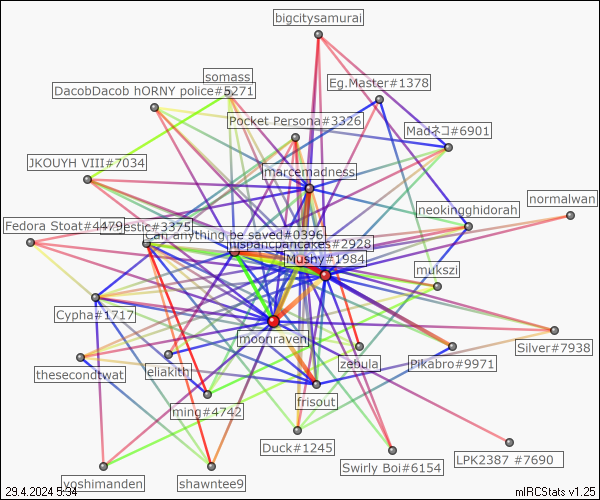 bigcitysamurai
somass
Eg.Master#1378
DacobDacob hORNY police#5271
Pocket Persona#3326
Madネコ#6901
JKOUYH VIII#7034
marcemadness
normalwan
neokingghidorah
Fedora Stoat#4479
estic#3375
Can anything be saved#0396
hispanicpancakes#2928
Mushy#1984
mukszi
Cypha#1717
moonraven
Silver#7938
thesecondtwat
eliakith
zebula
Pikabro#9971
ming#4742
frisout
Duck#1245
Swirly Boi#6154
LPK2387 #7690
yoshimanden
shawntee9
29.4.2024 5:34
mIRCStats v1.25